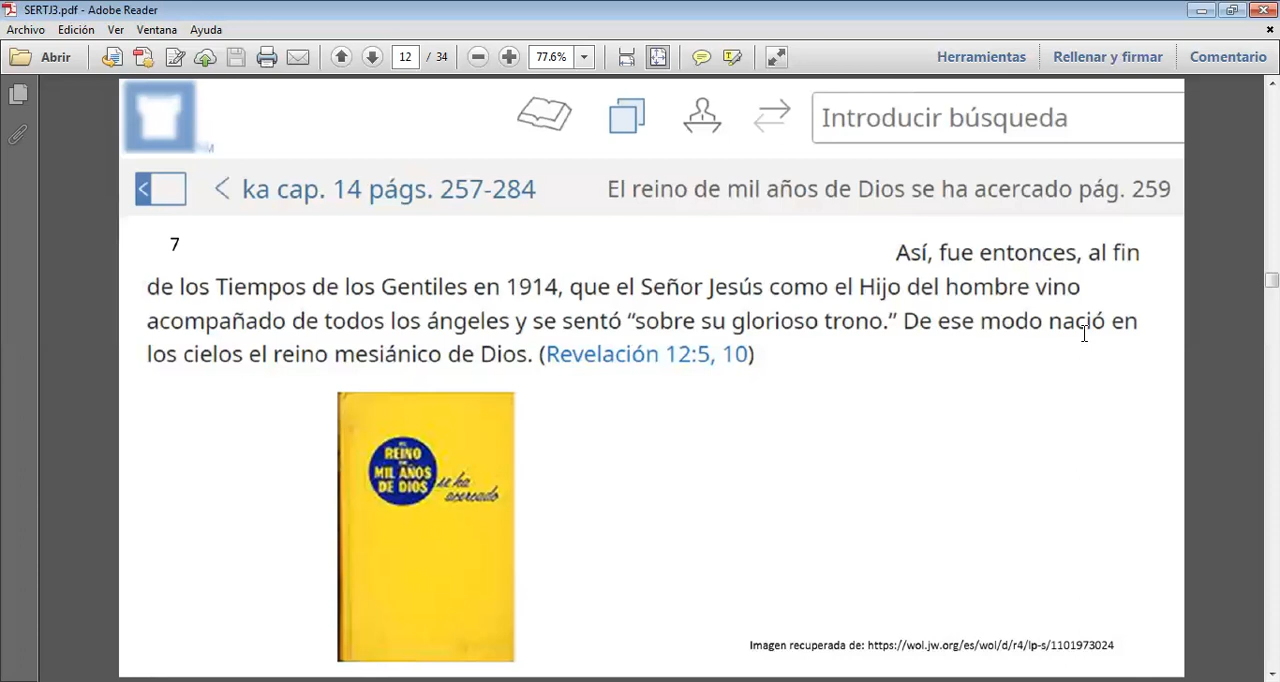 SERTJ3.pdf - Adobe Reader
Archivo Edición Ver Ventana Ayuda
Abrir 12 / 34 77.6% Herramientas Rellenar y firmar Comentario
Introducir búsqueda
< ka cap. 14 págs. 257-284 El reino de mil años de Dios se ha acercado pág. 259
7
Así, fue entonces, al fin
de los Tiempos de los Gentiles en 1914, que el Señor Jesús como el Hijo del hombre vino
acompañado de todos los ángeles y se sentó “sobre su glorioso trono.” De ese modo nació en
los cielos el reino mesiánico de Dios. (Revelación 12:5, 10)
EL
REINO
DE
MIL AÑOS
DE DIOS
se ha
acercado
Imagen recuperada de: https://wol.jw.org/es/wol/d/r4/lp-s/1101973024